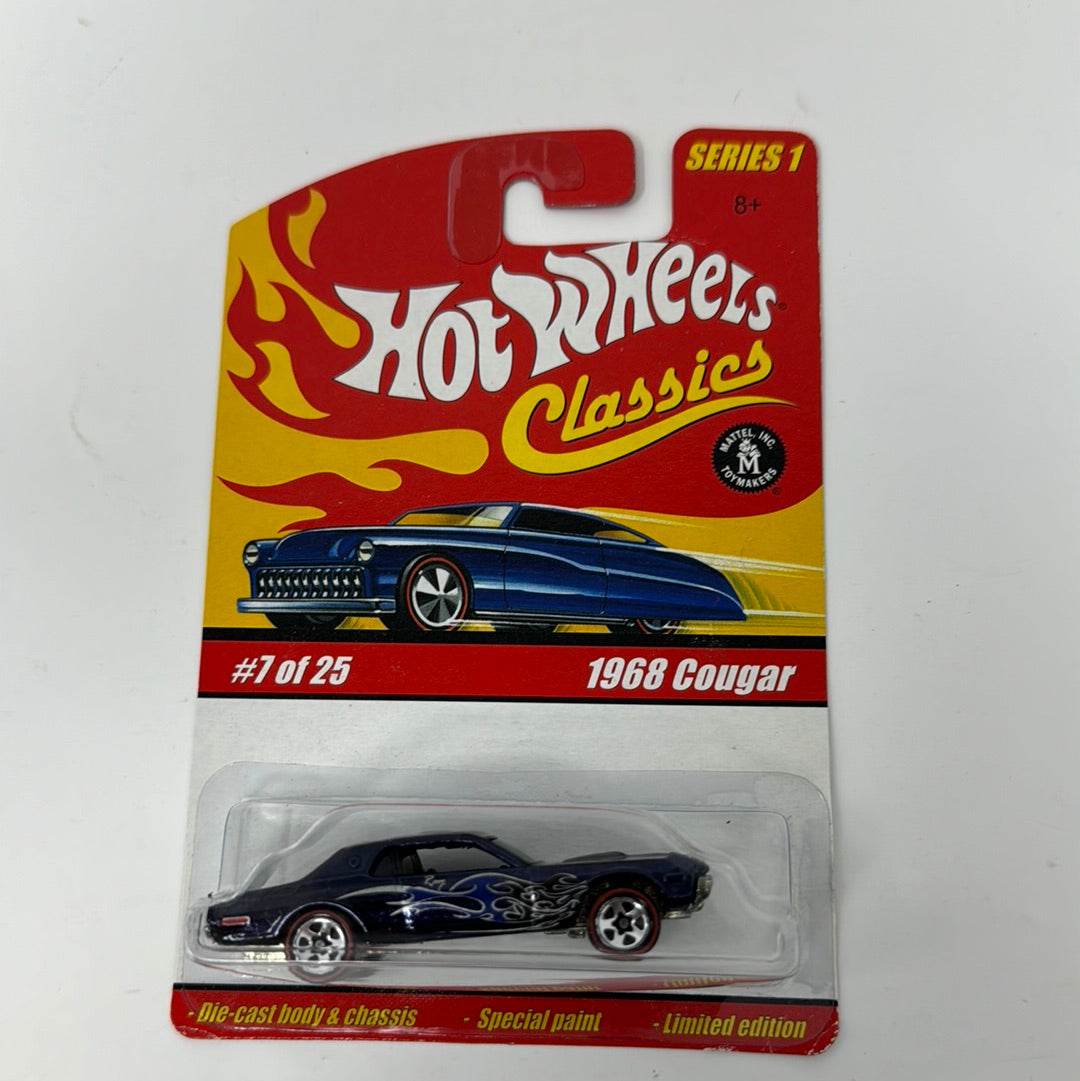 SERIES 1
8+
HOT WHEELS®
Classics
MATTEL, INC.
M
TOYMAKERS®
#7 of 25
1968 Cougar
- Die-cast body & chassis
- Special paint
- Limited edition